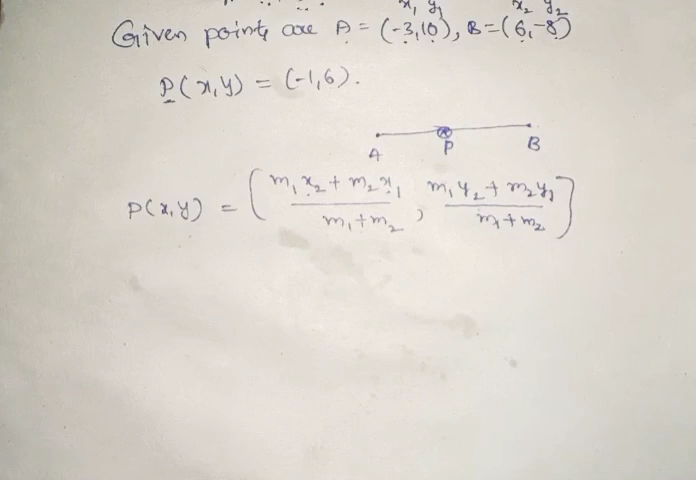 x₁ y₁ x₂ y₂
Given points are A = (-3,10), B = (6,-8)
P(x,y) = (-1,6).
A P B
P(x,y) = [ (m₁x₂ + m₂x₁)/(m₁+m₂) , (m₁y₂ + m₂y₁)/(m₁+m₂) ]